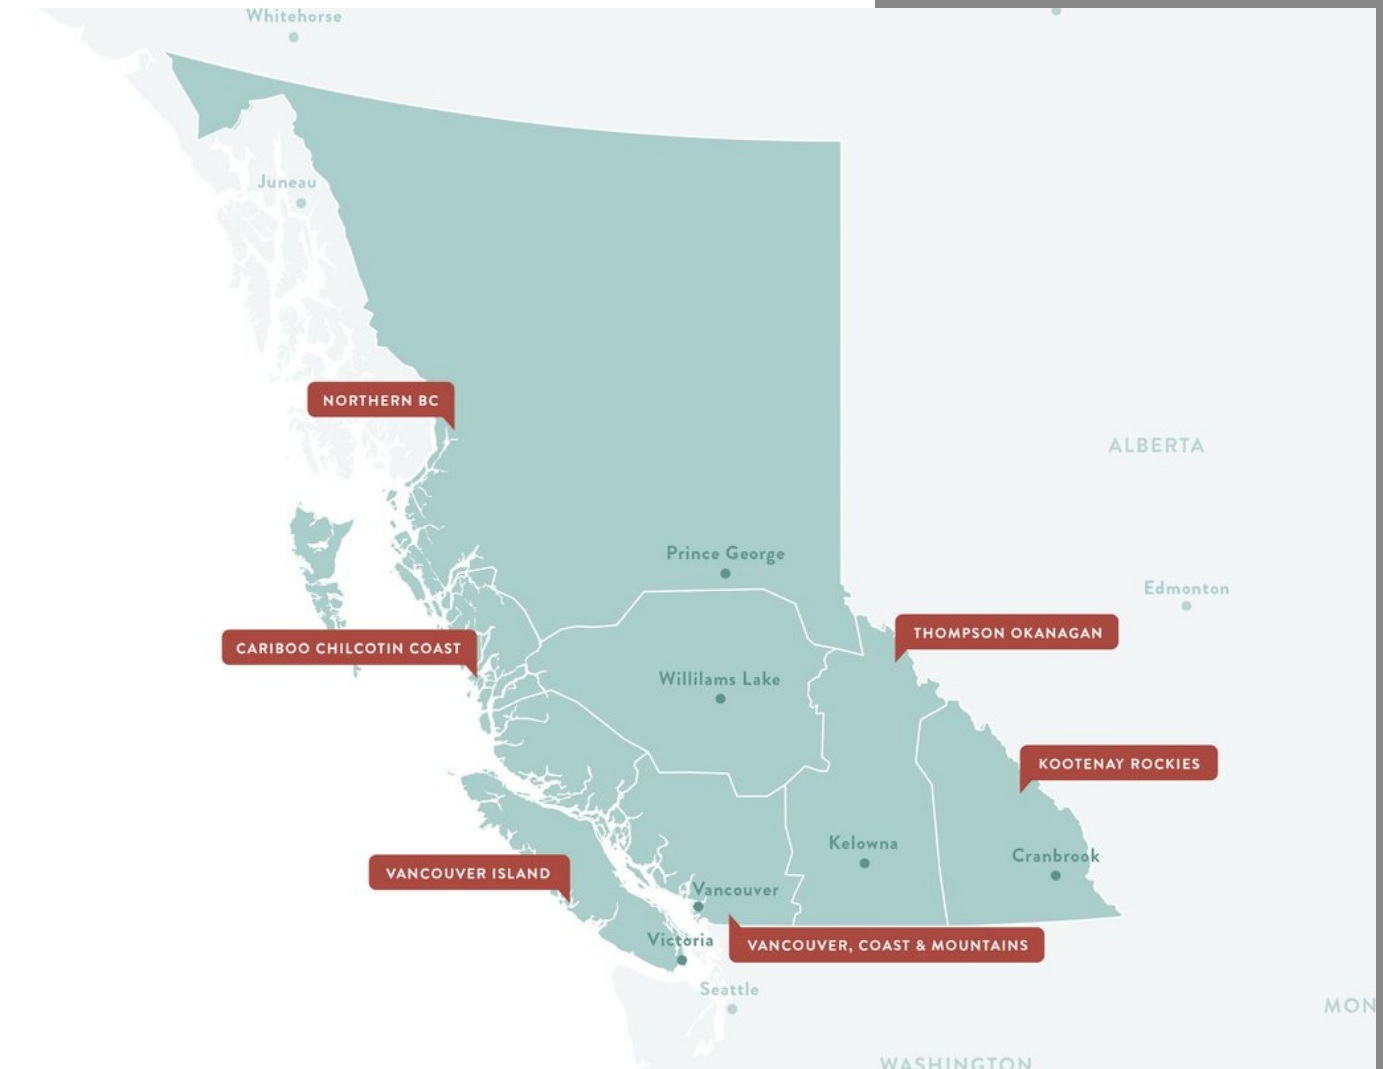 Whitehorse
Juneau
NORTHERN BC
ALBERTA
Prince George
Edmonton
THOMPSON OKANAGAN
CARIBOO CHILCOTIN COAST
Willilams Lake
KOOTENAY ROCKIES
Kelowna
Cranbrook
VANCOUVER ISLAND
Vancouver
Victoria
VANCOUVER, COAST & MOUNTAINS
Seattle
MON
WASHINGTON